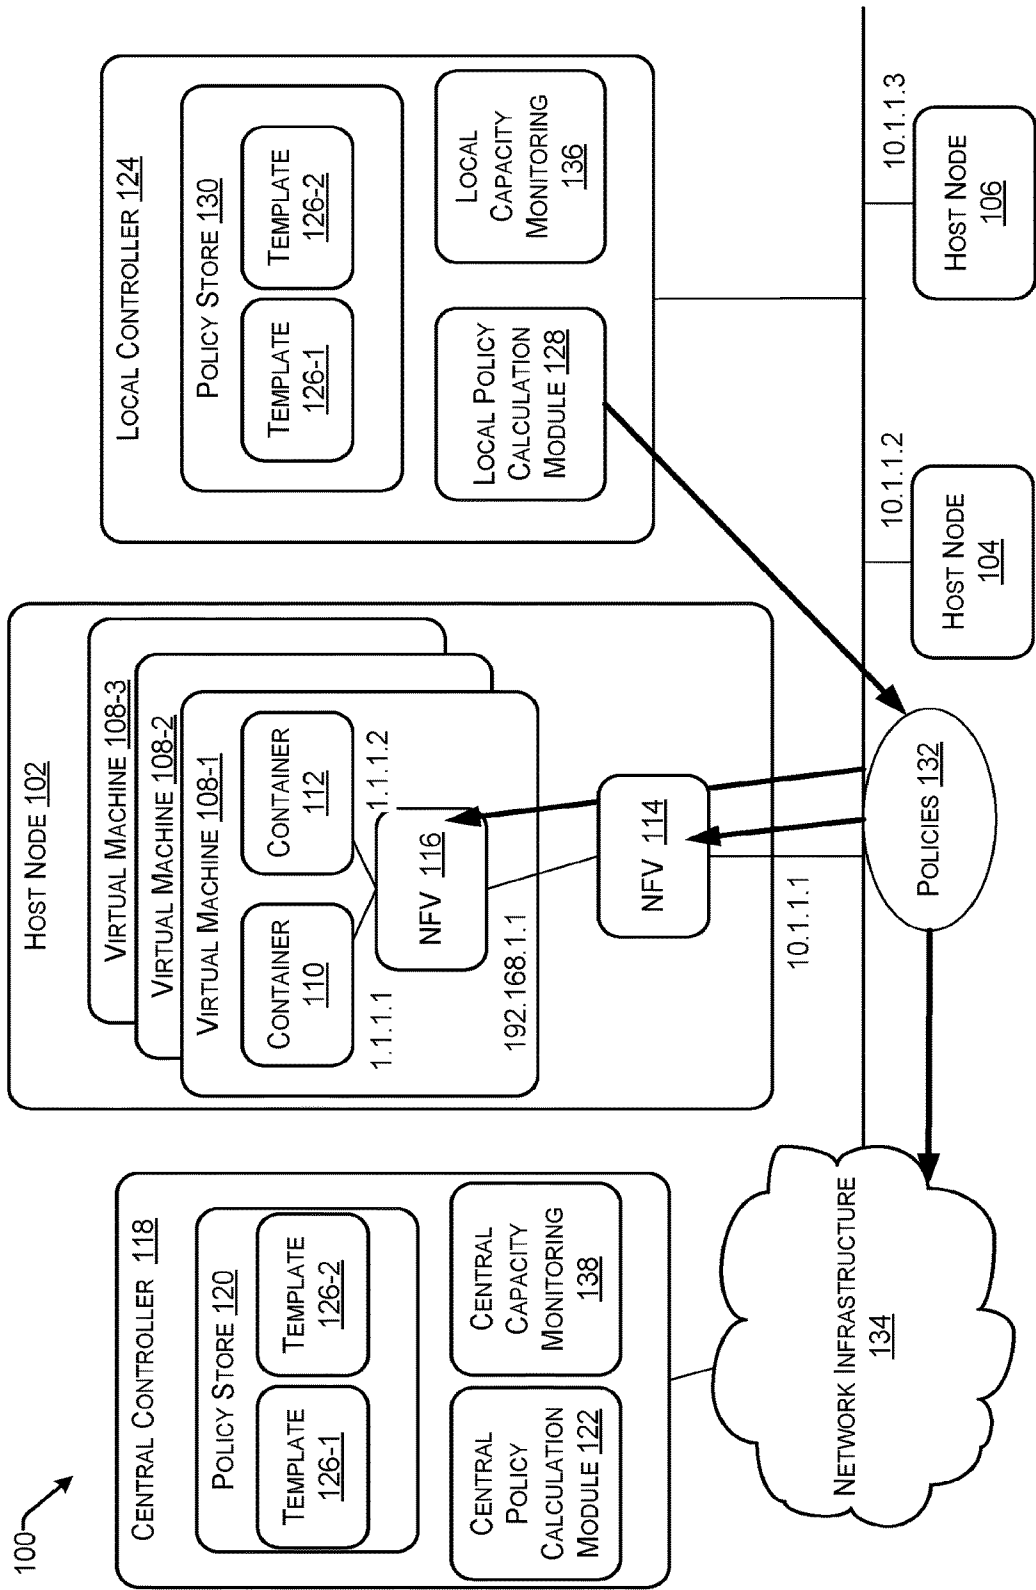 100
CENTRAL CONTROLLER 118
POLICY STORE 120
TEMPLATE
126-1
TEMPLATE
126-2
CENTRAL
POLICY
CALCULATION
MODULE 122
CENTRAL
CAPACITY
MONITORING
138
HOST NODE 102
VIRTUAL MACHINE 108-3
VIRTUAL MACHINE 108-2
VIRTUAL MACHINE 108-1
CONTAINER
110
CONTAINER
112
1.1.1.1
1.1.1.2
NFV 116
192.168.1.1
NFV 114
10.1.1.1
LOCAL CONTROLLER 124
POLICY STORE 130
TEMPLATE
126-1
TEMPLATE
126-2
LOCAL POLICY
CALCULATION
MODULE 128
LOCAL
CAPACITY
MONITORING
136
NETWORK INFRASTRUCTURE
134
POLICIES 132
10.1.1.2
HOST NODE
104
10.1.1.3
HOST NODE
106